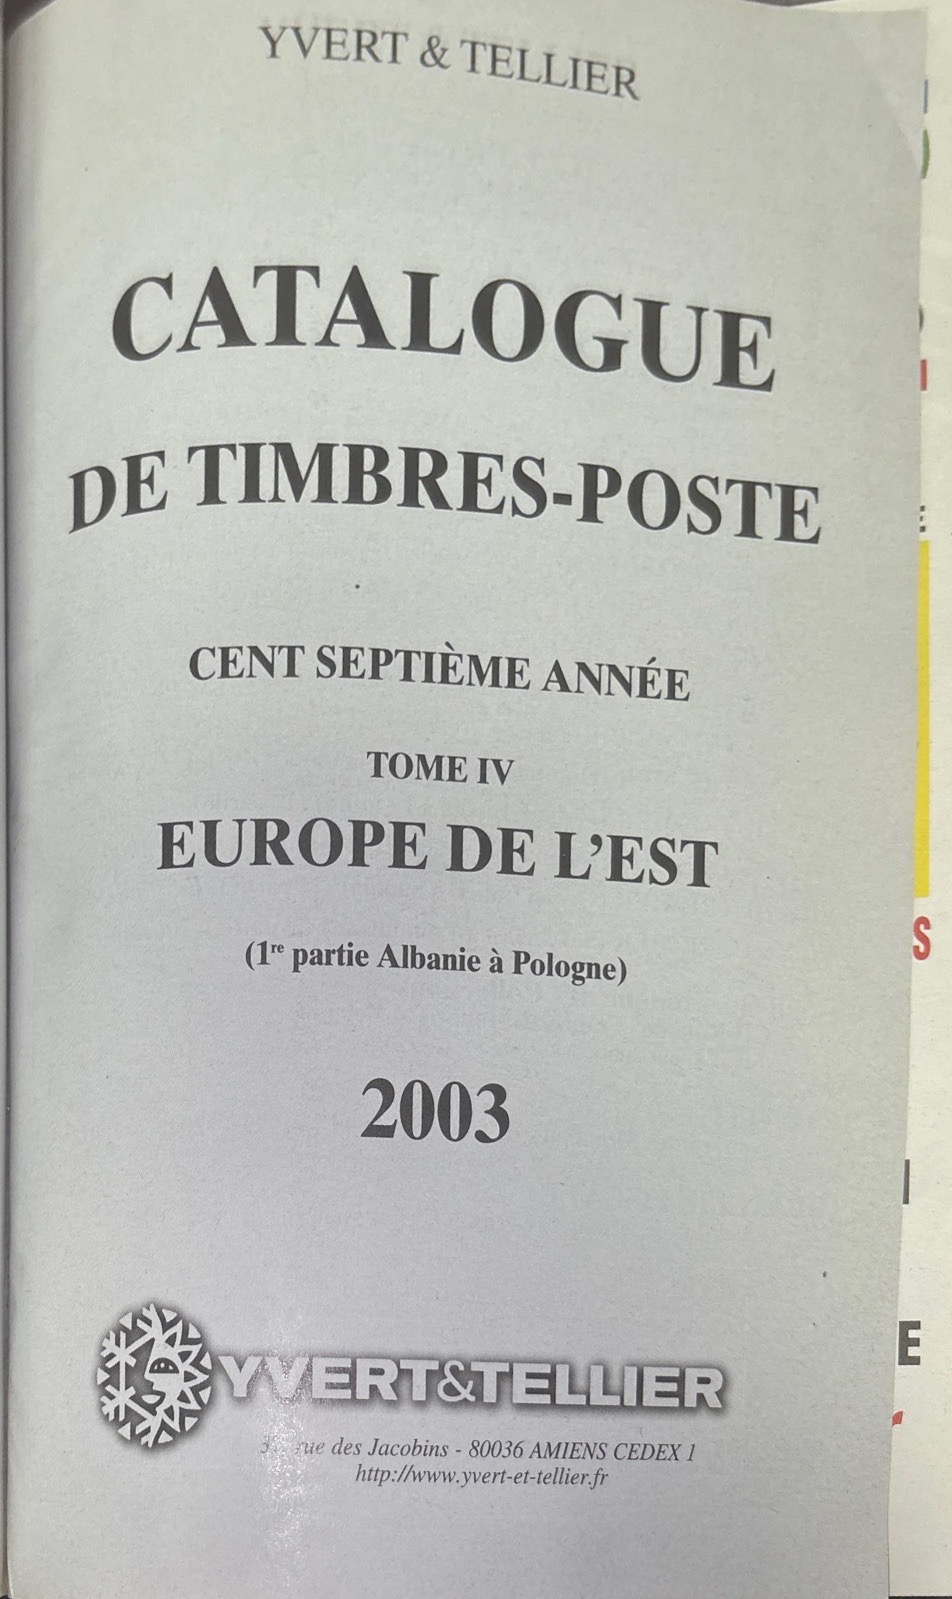 YVERT & TELLIER
CATALOGUE
DE TIMBRES-POSTE
CENT SEPTIÈME ANNÉE
TOME IV
EUROPE DE L'EST
(1re partie Albanie à Pologne)
2003
YVERT&TELLIER
rue des Jacobins - 80036 AMIENS CEDEX 1
http://www.yvert-et-tellier.fr
S
E